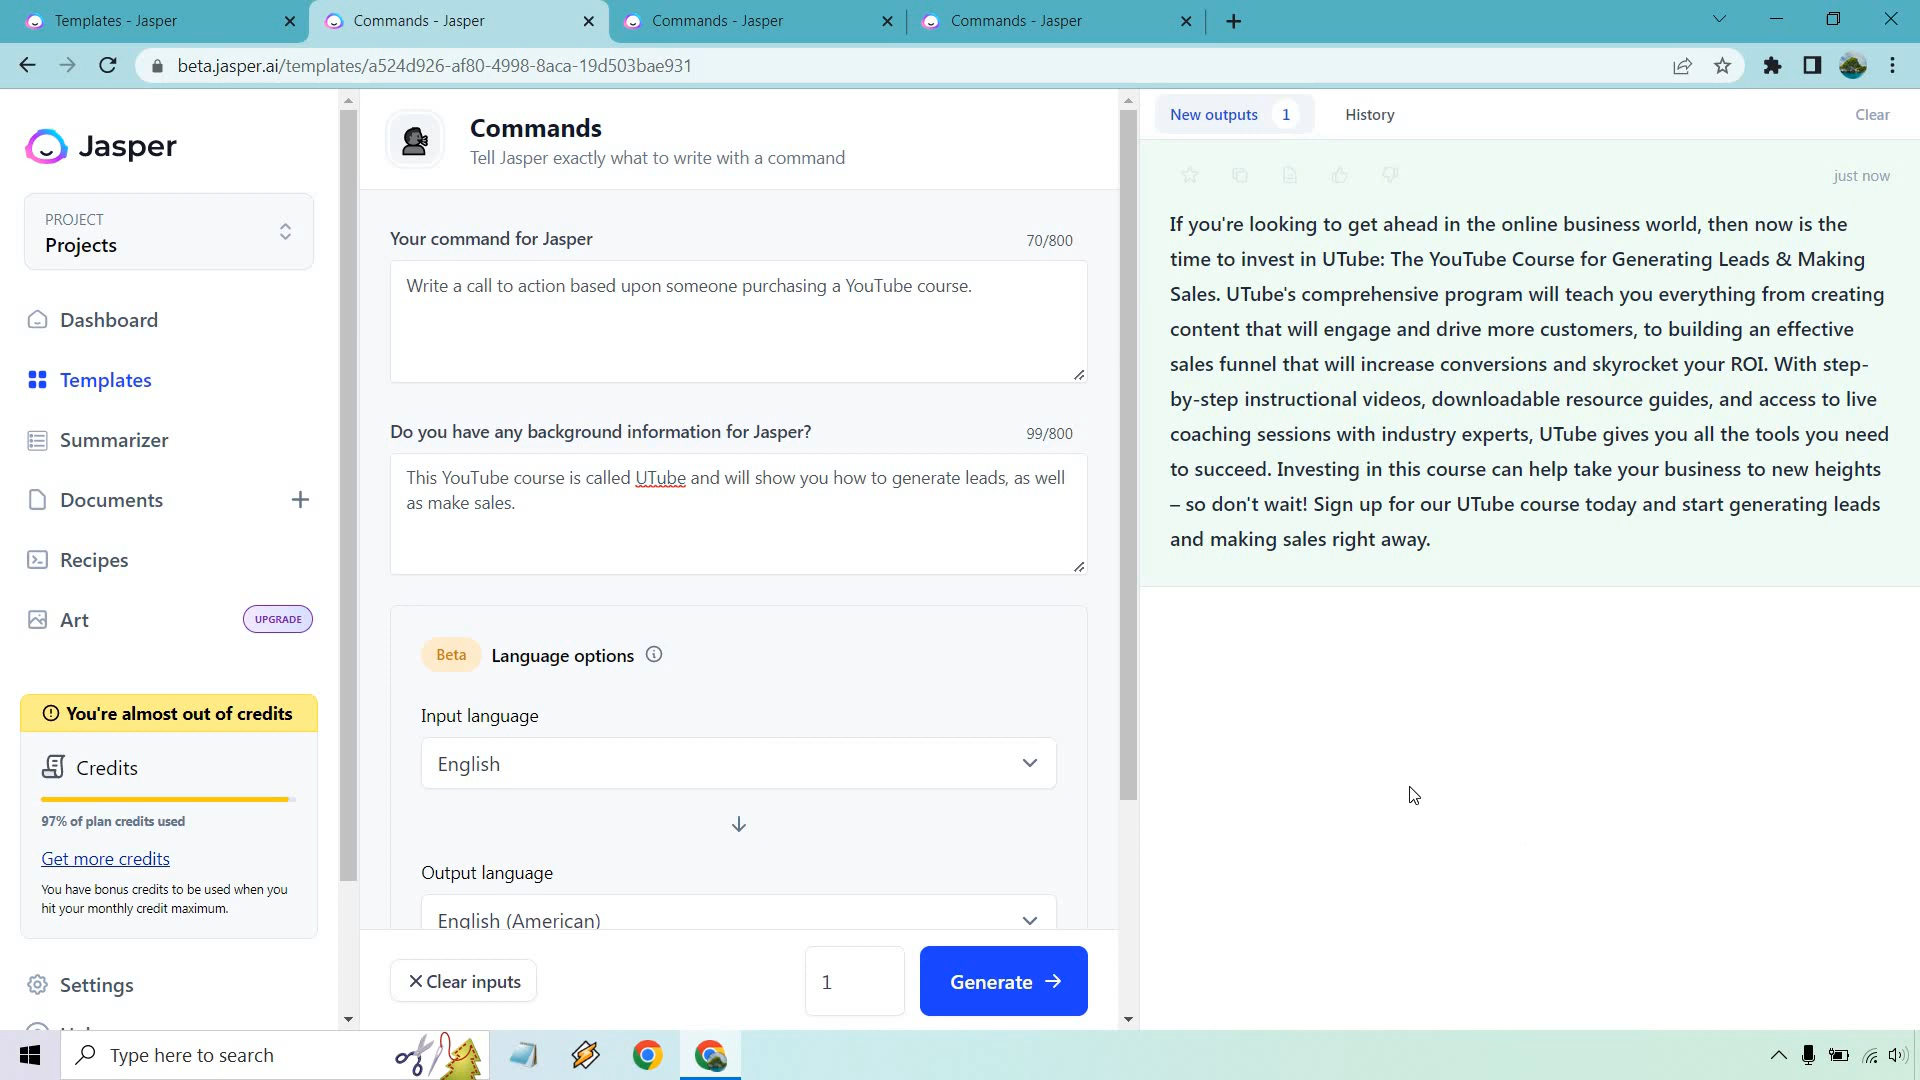 Templates - Jasper
Commands - Jasper
Commands - Jasper
Commands - Jasper
beta.jasper.ai/templates/a524d926-af80-4998-8aca-19d503bae931
Jasper
PROJECT
Projects
Dashboard
Templates
Summarizer
Documents
Recipes
Art
UPGRADE
You're almost out of credits
Credits
97% of plan credits used
Get more credits
You have bonus credits to be used when you
hit your monthly credit maximum.
Settings
Commands
Tell Jasper exactly what to write with a command
Your command for Jasper
70/800
Write a call to action based upon someone purchasing a YouTube course.
Do you have any background information for Jasper?
99/800
This YouTube course is called UTube and will show you how to generate leads, as well
as make sales.
Beta
Language options
Input language
English
Output language
English (American)
Clear inputs
1
Generate
New outputs 1
History
Clear
just now
If you're looking to get ahead in the online business world, then now is the
time to invest in UTube: The YouTube Course for Generating Leads & Making
Sales. UTube's comprehensive program will teach you everything from creating
content that will engage and drive more customers, to building an effective
sales funnel that will increase conversions and skyrocket your ROI. With step-
by-step instructional videos, downloadable resource guides, and access to live
coaching sessions with industry experts, UTube gives you all the tools you need
to succeed. Investing in this course can help take your business to new heights
– so don't wait! Sign up for our UTube course today and start generating leads
and making sales right away.
Type here to search